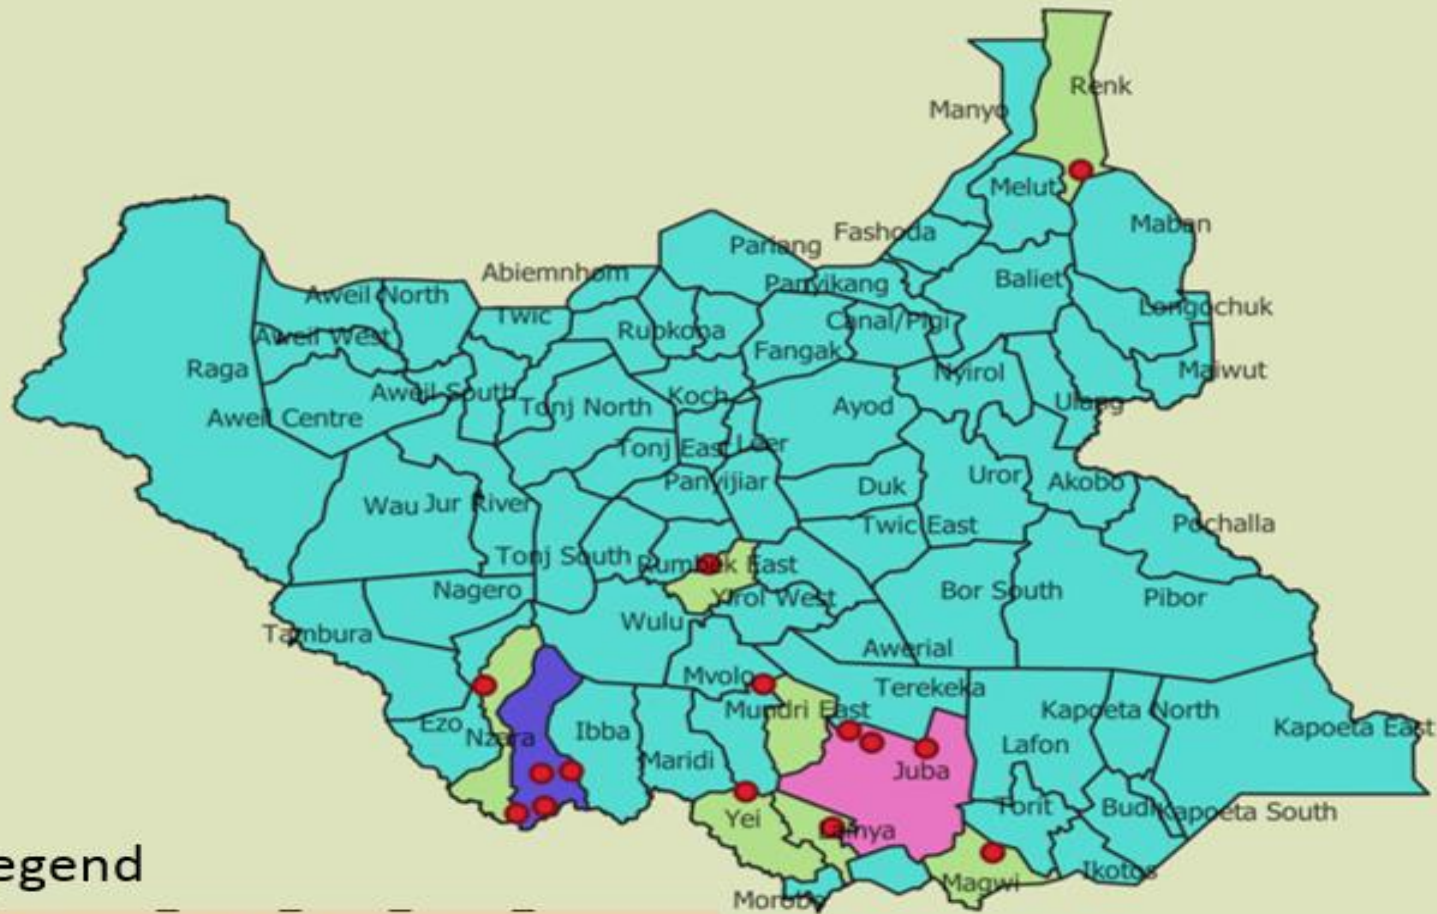 Renk
Manyo
Melut
Maban
Fashoda
Pariang
Abiemnhom
Panyikang
Baliet
Aweil North
Longochuk
Twic
Canal/Pigi
Rubkona
Aweil West
Fangak
Raga
Maiwut
Nyirol
Aweil South
Koch
Ulang
Tonj North
Ayod
Aweil Centre
Tonj East
Leer
Panyijiar
Duk
Uror
Akobo
Wau
Jur River
Twic East
Pochalla
Tonj South
Rumbek East
Nagero
Yirol West
Bor South
Pibor
Wulu
Tambura
Awerial
Mvolo
Terekeka
Mundri East
Kapoeta North
Ezo
Nzara
Ibba
Kapoeta East
Lafon
Maridi
Juba
Torit
Budi
Kapoeta South
Yei
Lainya
Ikotos
Magwi
Morobo
egend